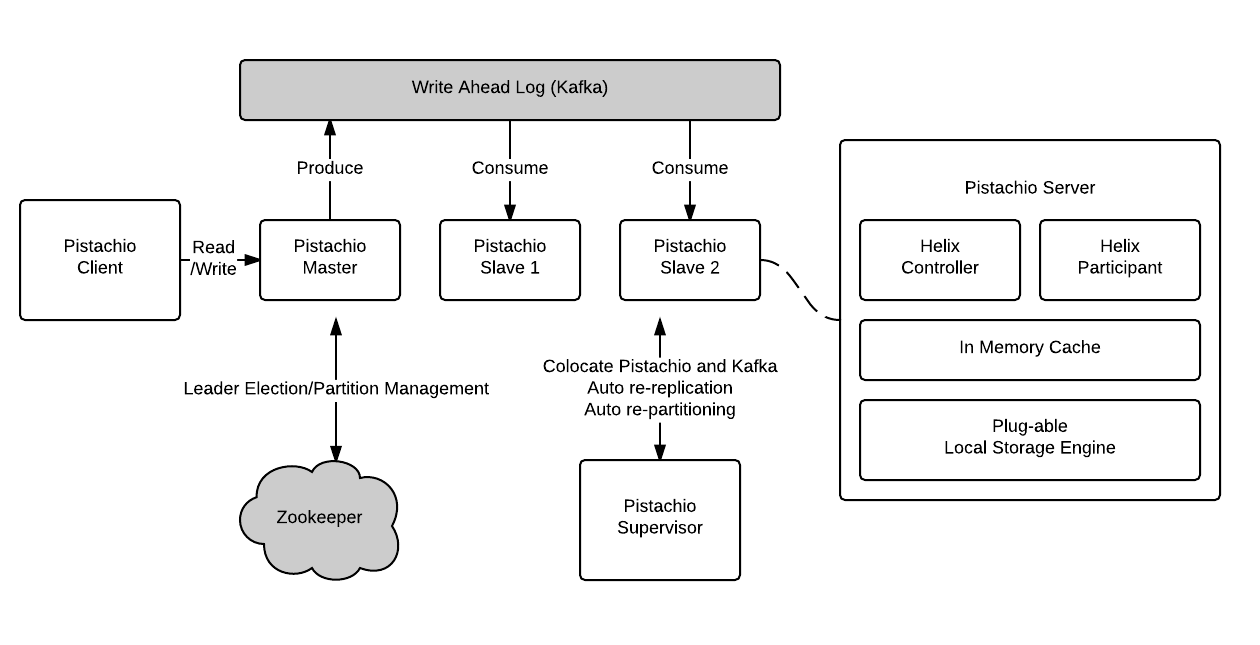 Write Ahead Log (Kafka)
Produce
Consume
Consume
Pistachio
Client
Read
/Write
Pistachio
Master
Pistachio
Slave 1
Pistachio
Slave 2
Pistachio Server
Helix
Controller
Helix
Participant
In Memory Cache
Plug-able
Local Storage Engine
Leader Election/Partition Management
Colocate Pistachio and Kafka
Auto re-replication
Auto re-partitioning
Zookeeper
Pistachio
Supervisor